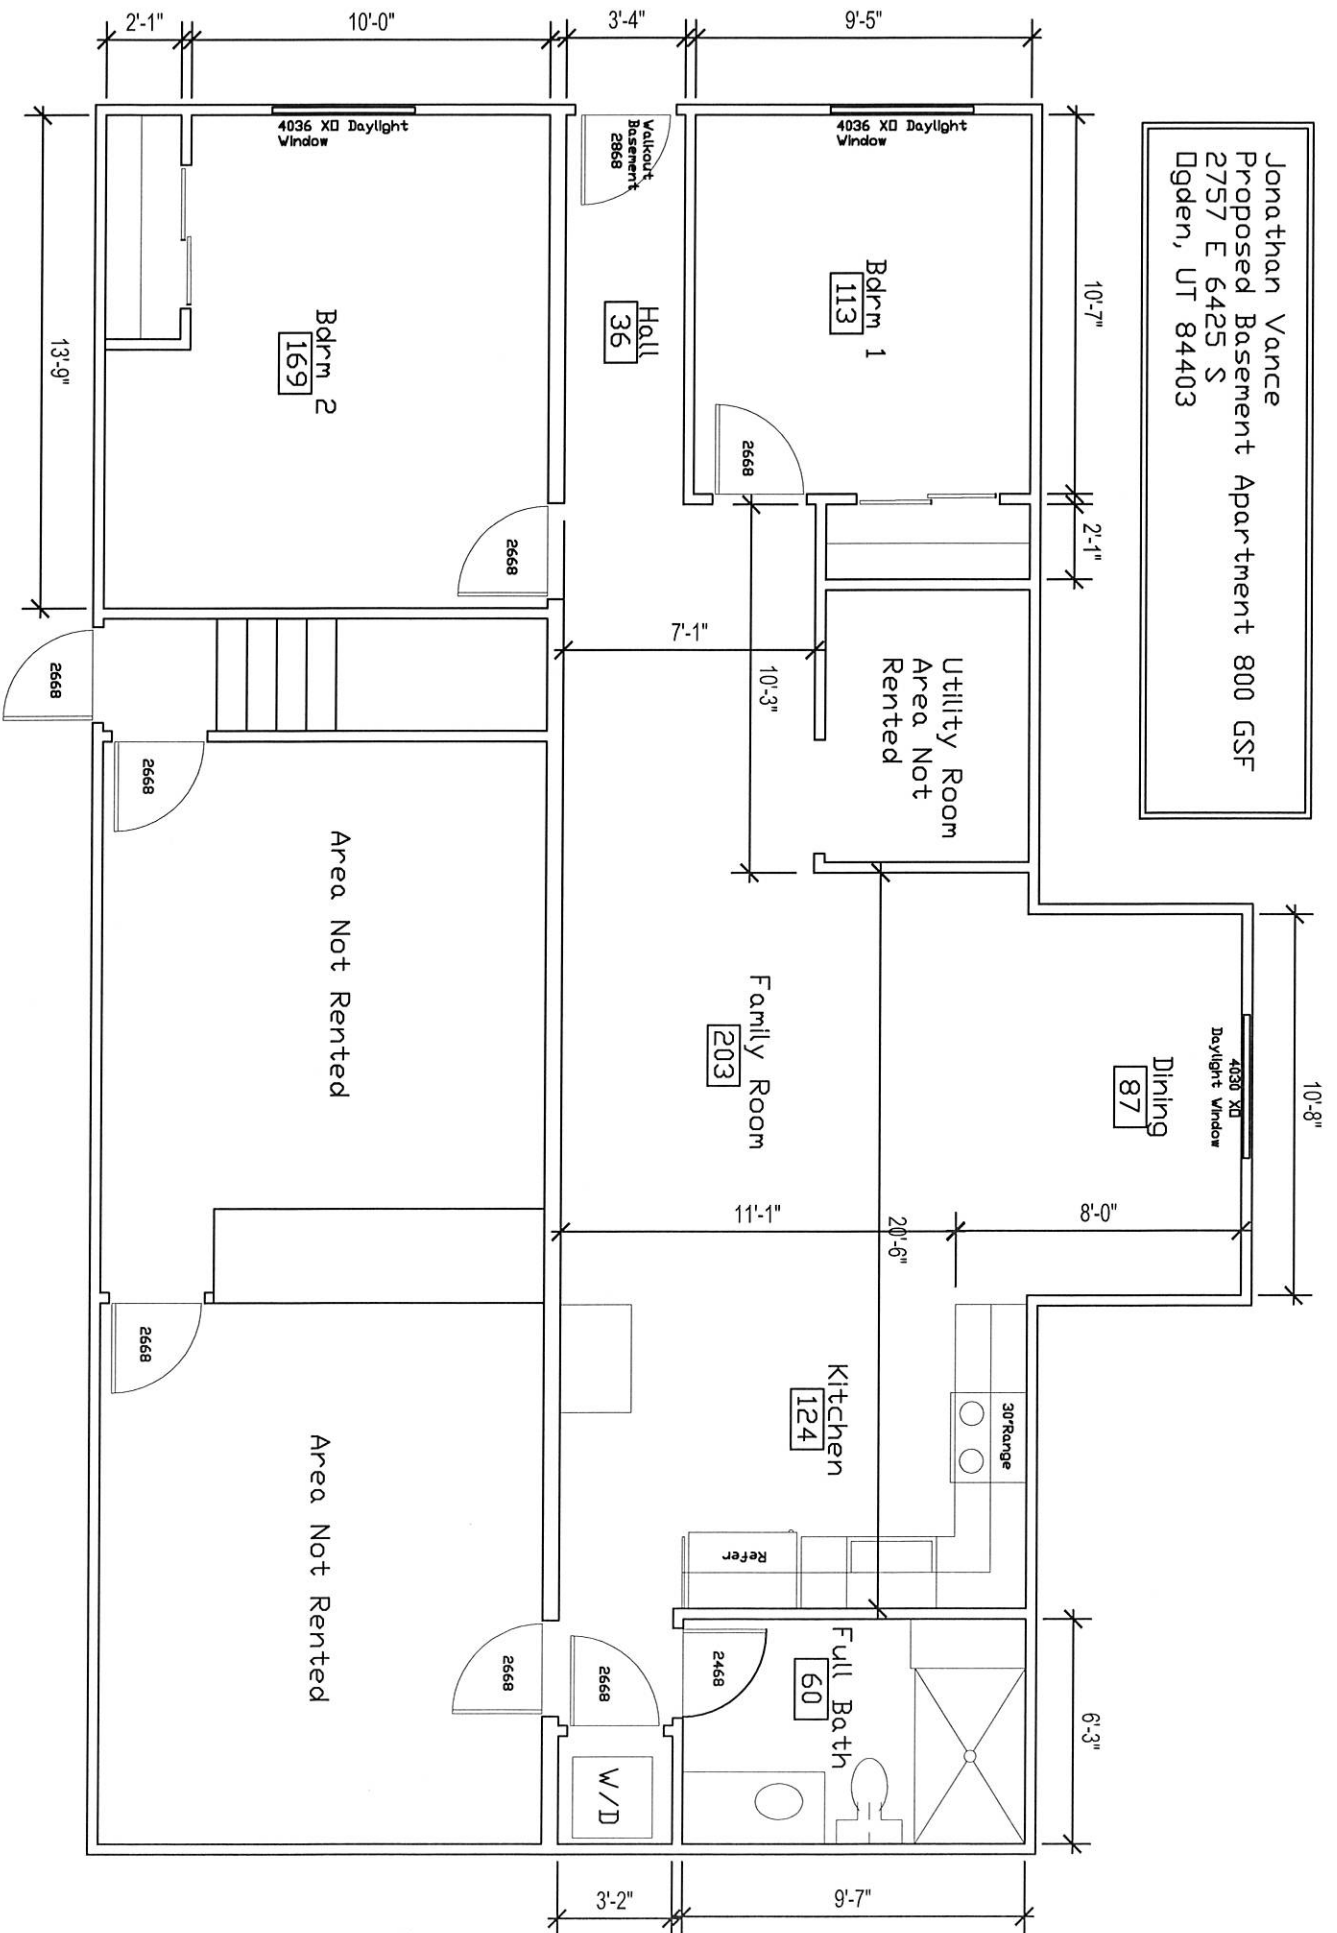 Jonathan Vance
Proposed Basement Apartment 800 GSF
2757 E 6425 S
Ogden, UT 84403
2'-1"
10'-0"
3'-4"
9'-5"
4036 XO Daylight
Window
Walkout
Basement
2868
4036 XO Daylight
Window
10'-7"
2'-1"
Bdrm 1
113
Hall
36
Bdrm 2
169
13'-9"
2668
2668
7'-1"
10'-3"
Utility Room
Area Not
Rented
2668
2668
Area Not Rented
Family Room
203
Dining
87
4030 XO
Daylight Window
10'-8"
11'-1"
20'-6"
8'-0"
2668
Kitchen
124
30"Range
Refer
Area Not Rented
2668
2668
2468
Full Bath
60
6'-3"
W/D
3'-2"
9'-7"